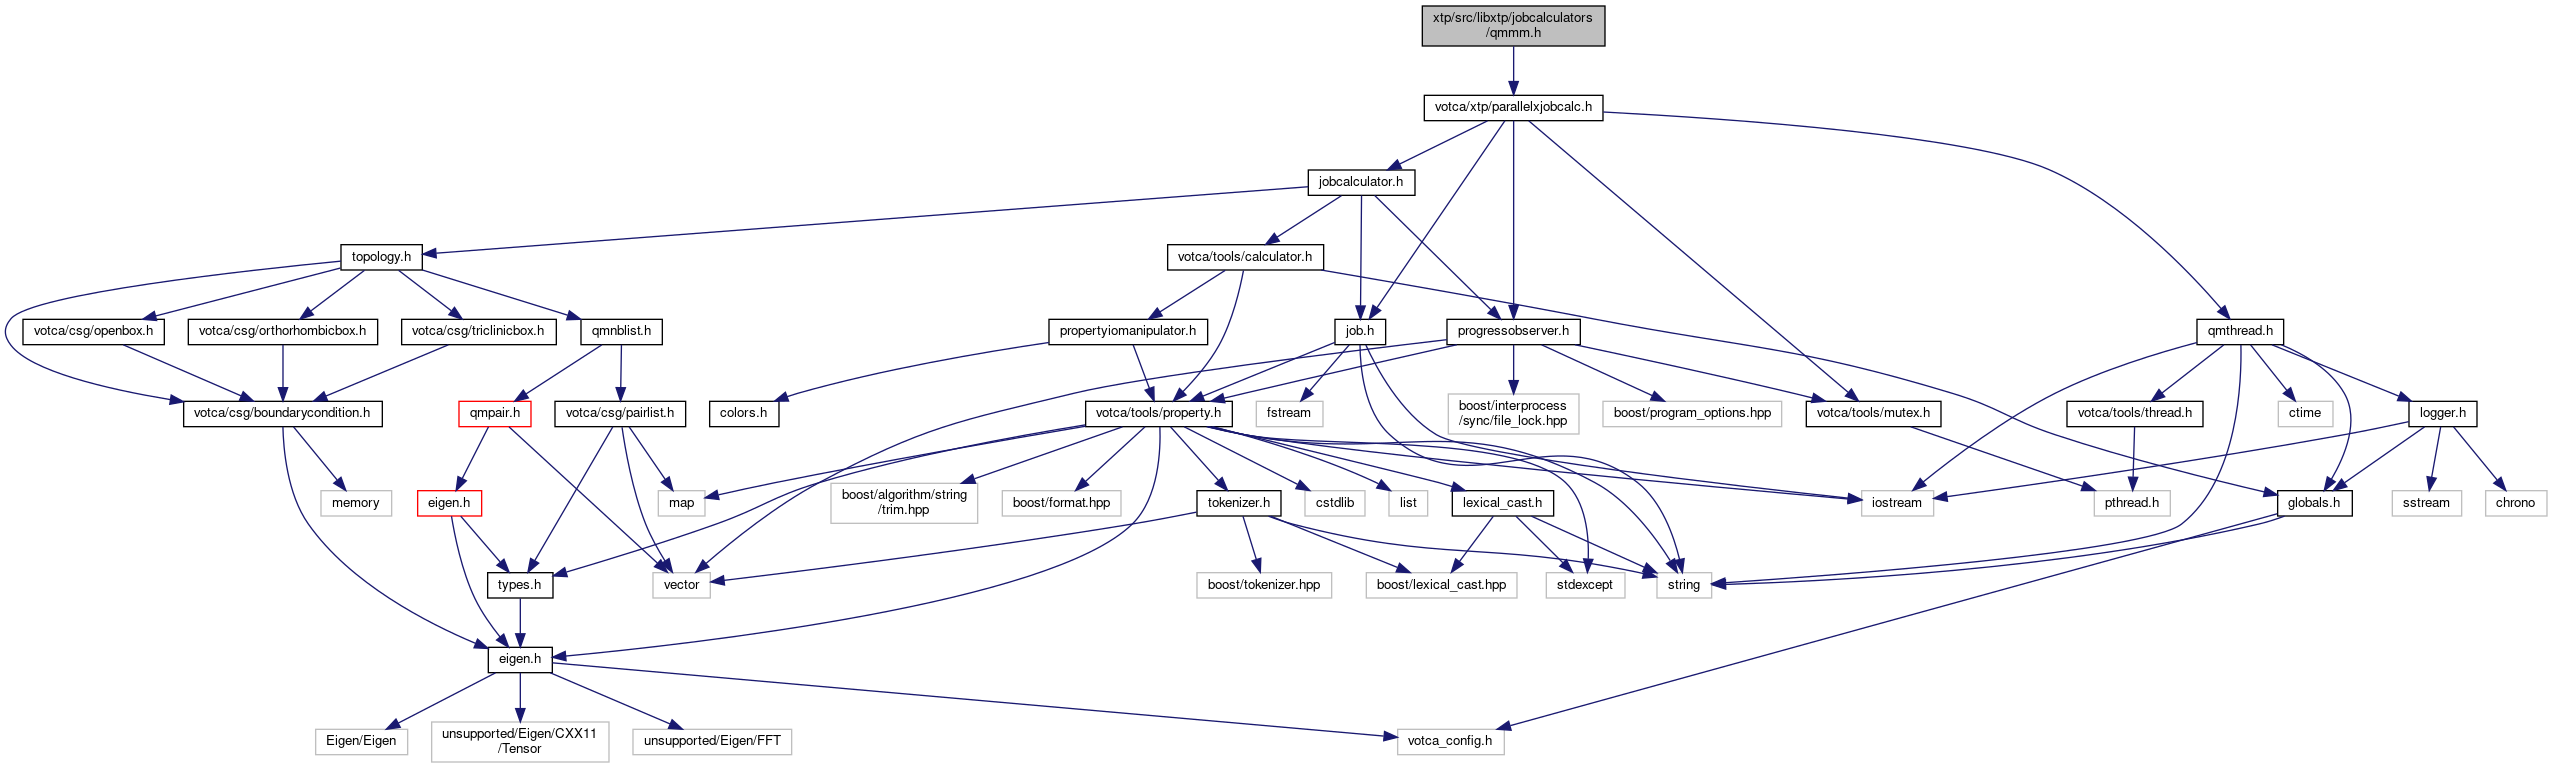 xtp/src/libxtp/jobcalculators
/qmmm.h
votca/xtp/parallelxjobcalc.h
jobcalculator.h
topology.h
votca/tools/calculator.h
votca/csg/openbox.h
votca/csg/orthorhombicbox.h
votca/csg/triclinicbox.h
qmnblist.h
propertyiomanipulator.h
job.h
progressobserver.h
qmthread.h
votca/csg/boundarycondition.h
qmpair.h
votca/csg/pairlist.h
colors.h
votca/tools/property.h
fstream
boost/interprocess
/sync/file_lock.hpp
boost/program_options.hpp
votca/tools/mutex.h
votca/tools/thread.h
ctime
logger.h
memory
eigen.h
map
boost/algorithm/string
/trim.hpp
boost/format.hpp
tokenizer.h
cstdlib
list
lexical_cast.h
iostream
pthread.h
globals.h
sstream
chrono
types.h
vector
boost/tokenizer.hpp
boost/lexical_cast.hpp
stdexcept
string
eigen.h
Eigen/Eigen
unsupported/Eigen/CXX11
/Tensor
unsupported/Eigen/FFT
votca_config.h